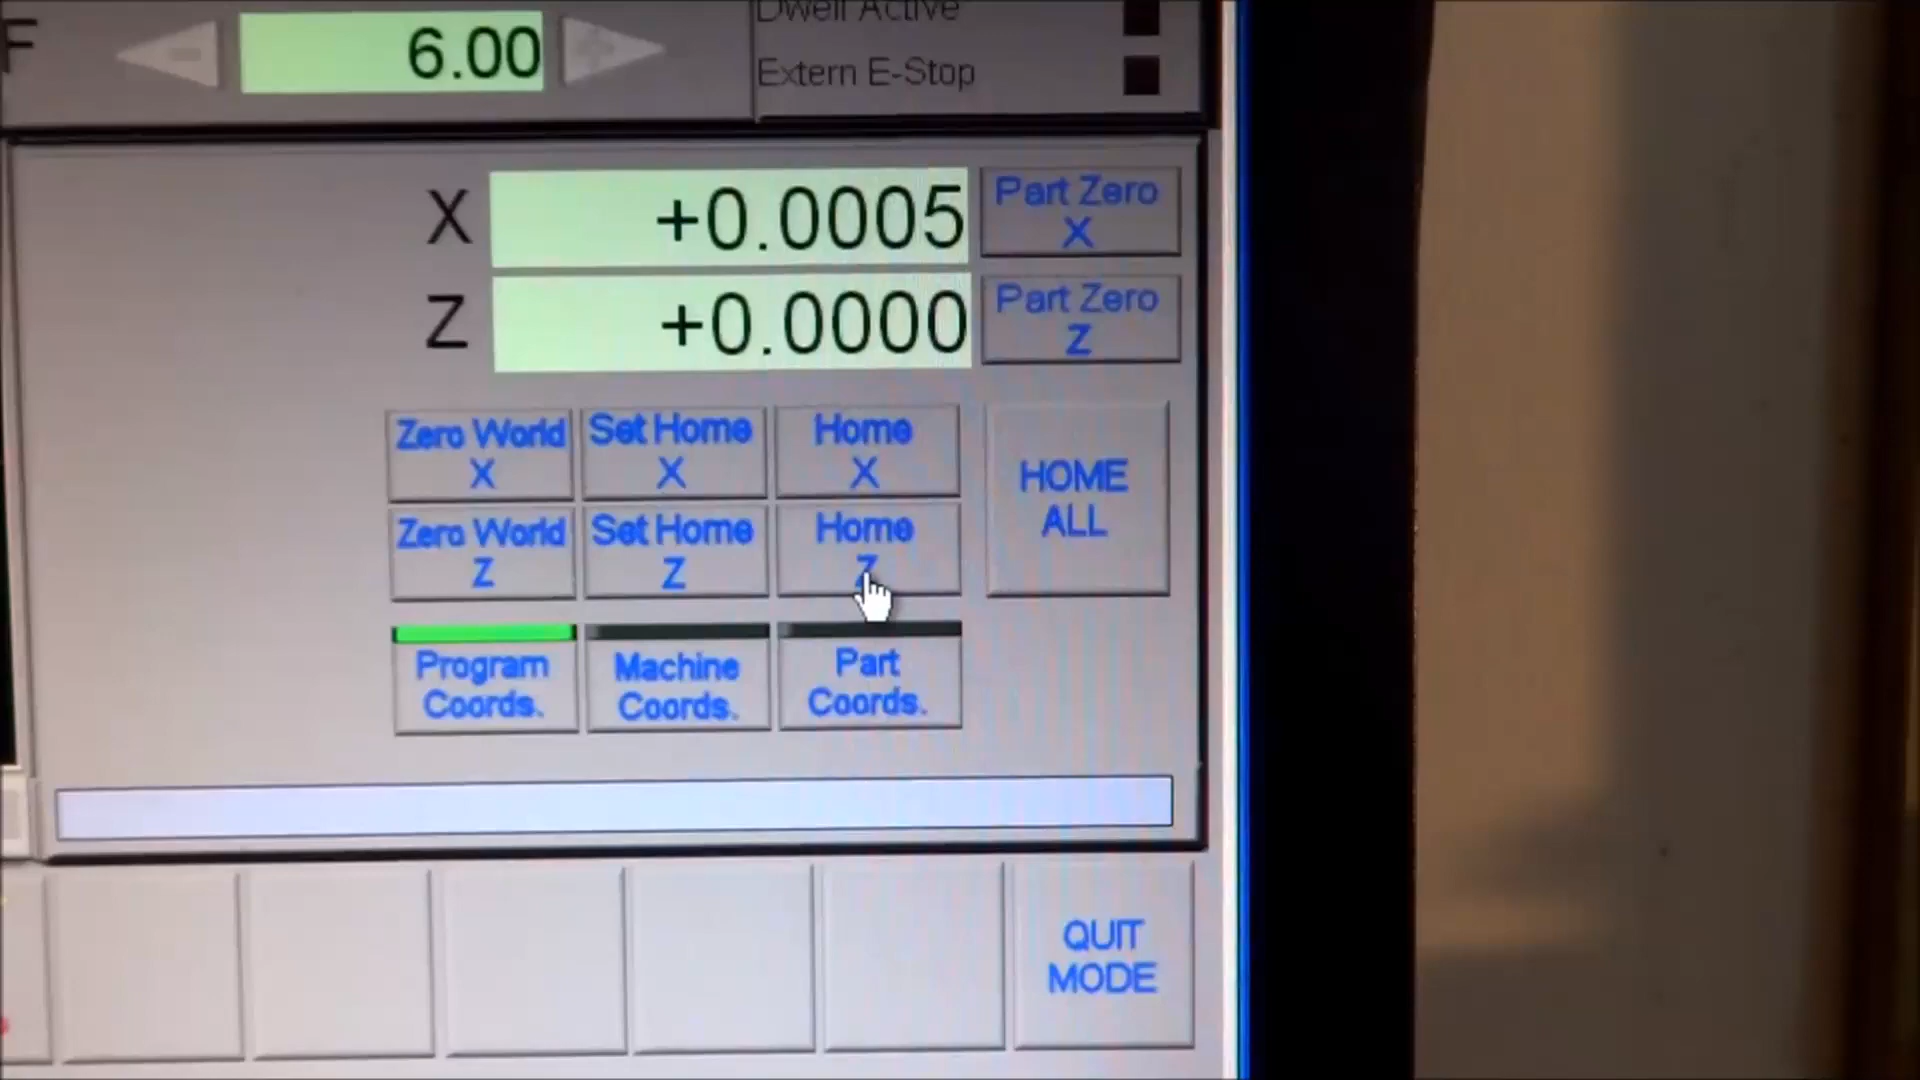 Dwell Active
F 6.00
Extern E-Stop
X +0.0005
Part Zero
X
Z +0.0000
Part Zero
Z
Zero World
X
Set Home
X
Home
X
HOME
ALL
Zero World
Z
Set Home
Z
Home
Z
Program
Coords.
Machine
Coords.
Part
Coords.
QUIT
MODE